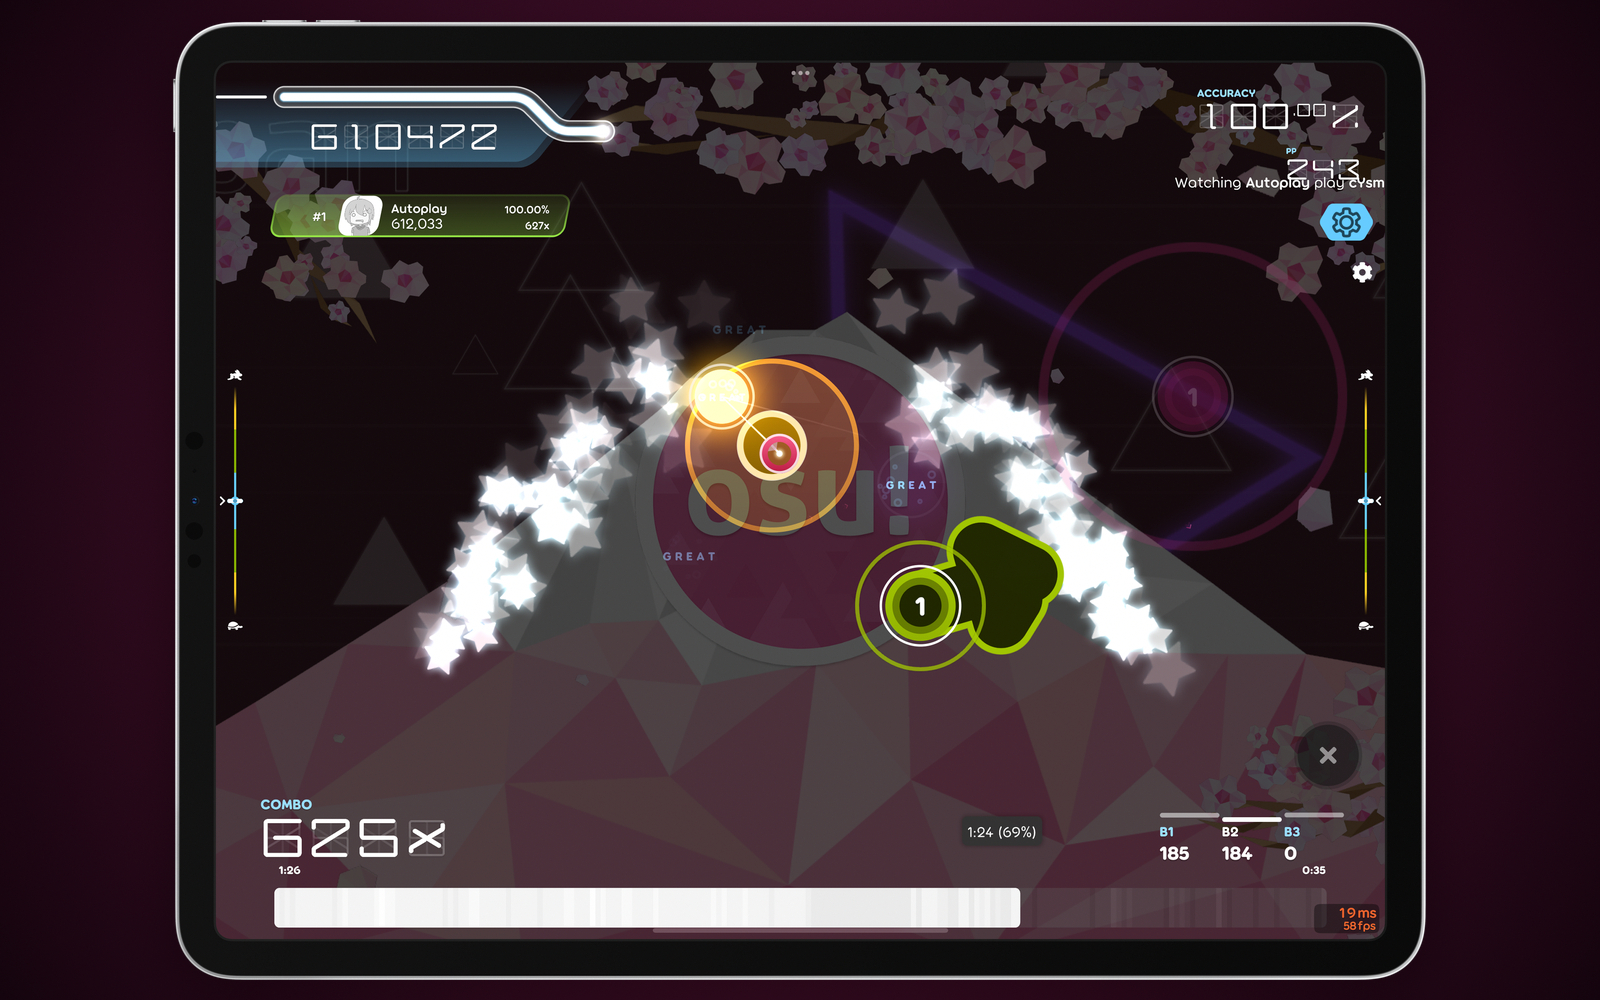 610472
ACCURACY
100.00%
PP
243
Watching Autoplay play cYsm
#1
Autoplay
100.00%
612,033
627x
GREAT
1
GREAT
osu!
GREAT
1
COMBO
625x
1:24 (69%)
B1 B2 B3
185 184 0
1:26
0:35
19ms
58fps